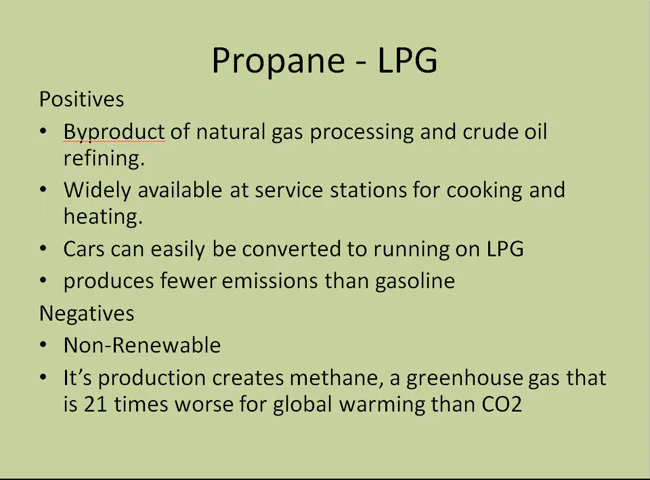 Propane - LPG
Positives
• Byproduct of natural gas processing and crude oil
refining.
• Widely available at service stations for cooking and
heating.
• Cars can easily be converted to running on LPG
• produces fewer emissions than gasoline
Negatives
• Non-Renewable
• It’s production creates methane, a greenhouse gas that
is 21 times worse for global warming than CO2